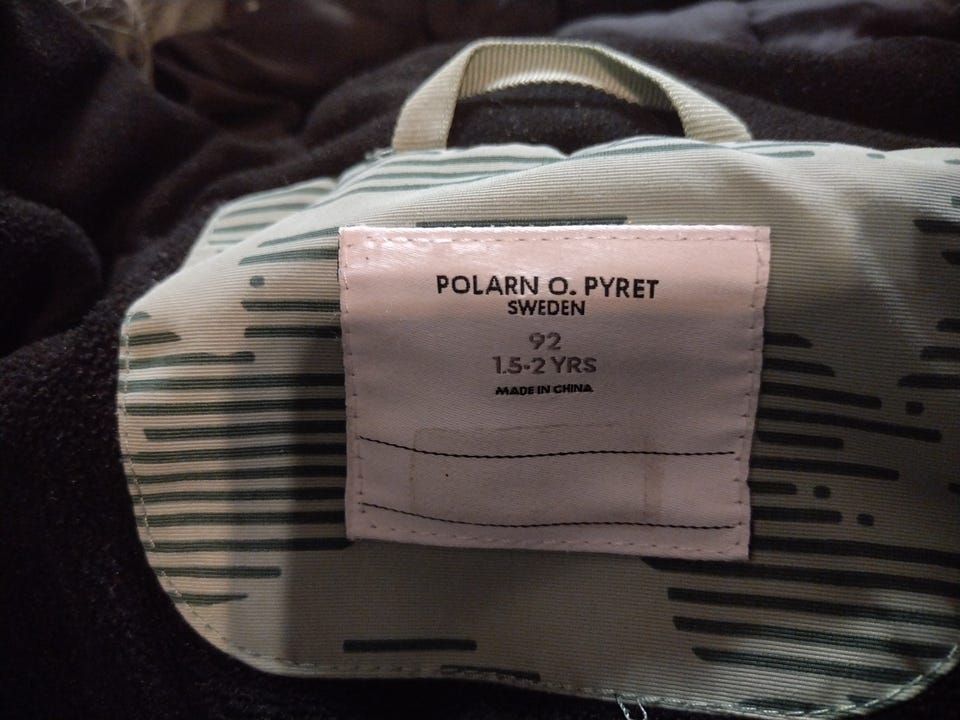 POLARN O. PYRET
SWEDEN
92
1.5-2 YRS
MADE IN CHINA